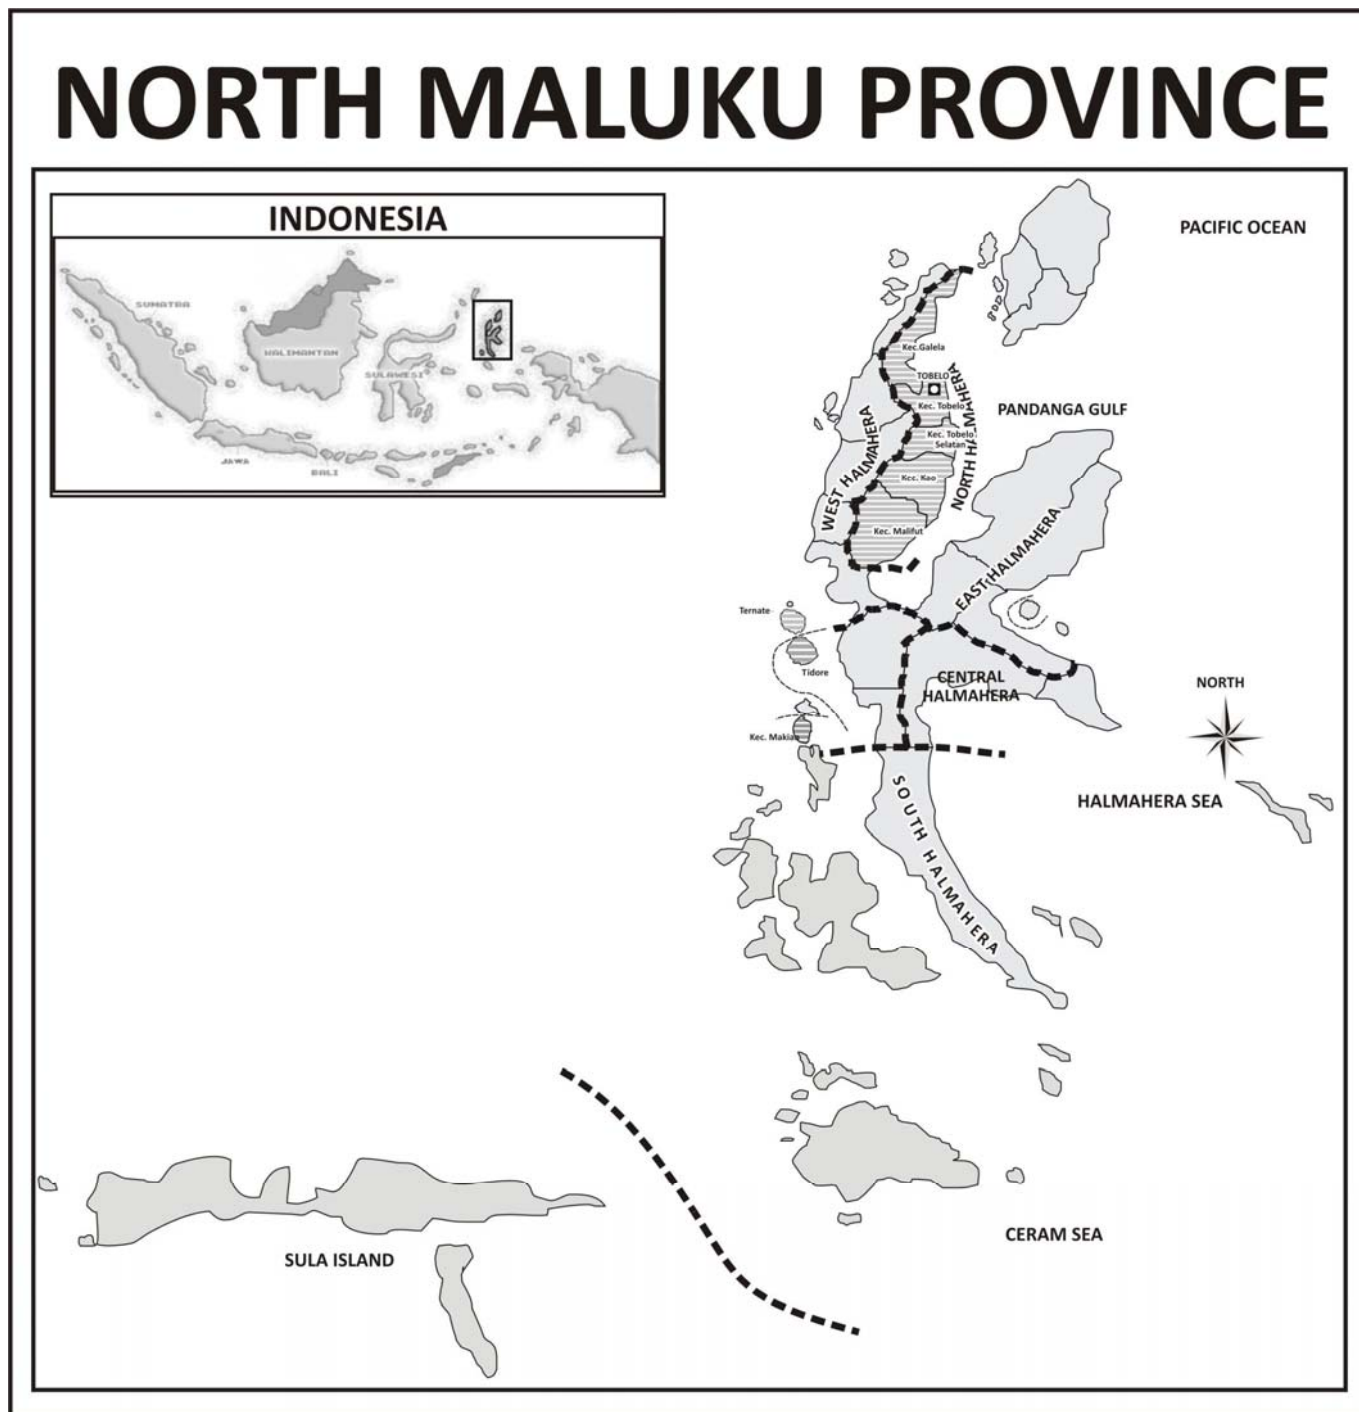 NORTH MALUKU PROVINCE
INDONESIA
SUMATRA
KALIMANTAN
SULAWESI
JAWA
BALI
PACIFIC OCEAN
Kec.Galela
TOBELO
Kec. Tobelo
Kec. Tobelo
Selatan
PANDANGA GULF
NORTH HALMAHERA
WEST HALMAHERA
Kec. Kao
Kec. Malifut
EAST HALMAHERA
Ternate
Tidore
CENTRAL
HALMAHERA
NORTH
Kec. Makian
HALMAHERA SEA
SOUTH HALMAHERA
CERAM SEA
SULA ISLAND